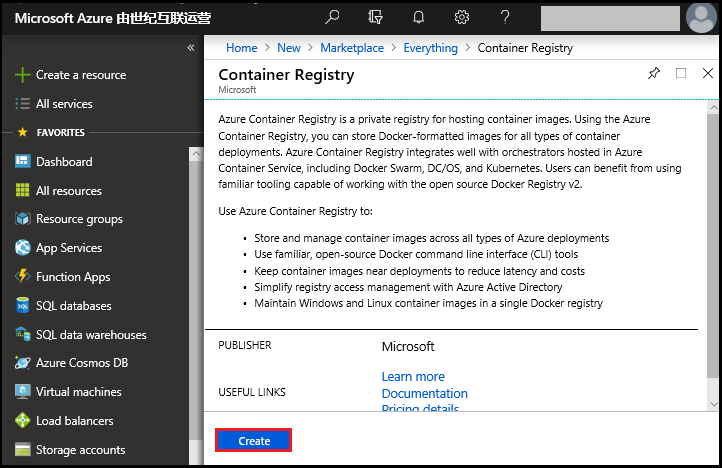 Microsoft Azure 由世纪互联运营
Create a resource
All services
FAVORITES
Dashboard
All resources
Resource groups
App Services
Function Apps
SQL databases
SQL data warehouses
Azure Cosmos DB
Virtual machines
Load balancers
Storage accounts
Home > New > Marketplace > Everything > Container Registry
Container Registry
Microsoft
Azure Container Registry is a private registry for hosting container images. Using the Azure
Container Registry, you can store Docker-formatted images for all types of container
deployments. Azure Container Registry integrates well with orchestrators hosted in Azure
Container Service, including Docker Swarm, DC/OS, and Kubernetes. Users can benefit from using
familiar tooling capable of working with the open source Docker Registry v2.
Use Azure Container Registry to:
• Store and manage container images across all types of Azure deployments
• Use familiar, open-source Docker command line interface (CLI) tools
• Keep container images near deployments to reduce latency and costs
• Simplify registry access management with Azure Active Directory
• Maintain Windows and Linux container images in a single Docker registry
PUBLISHER Microsoft
Learn more
USEFUL LINKS Documentation
Pricing details
Create